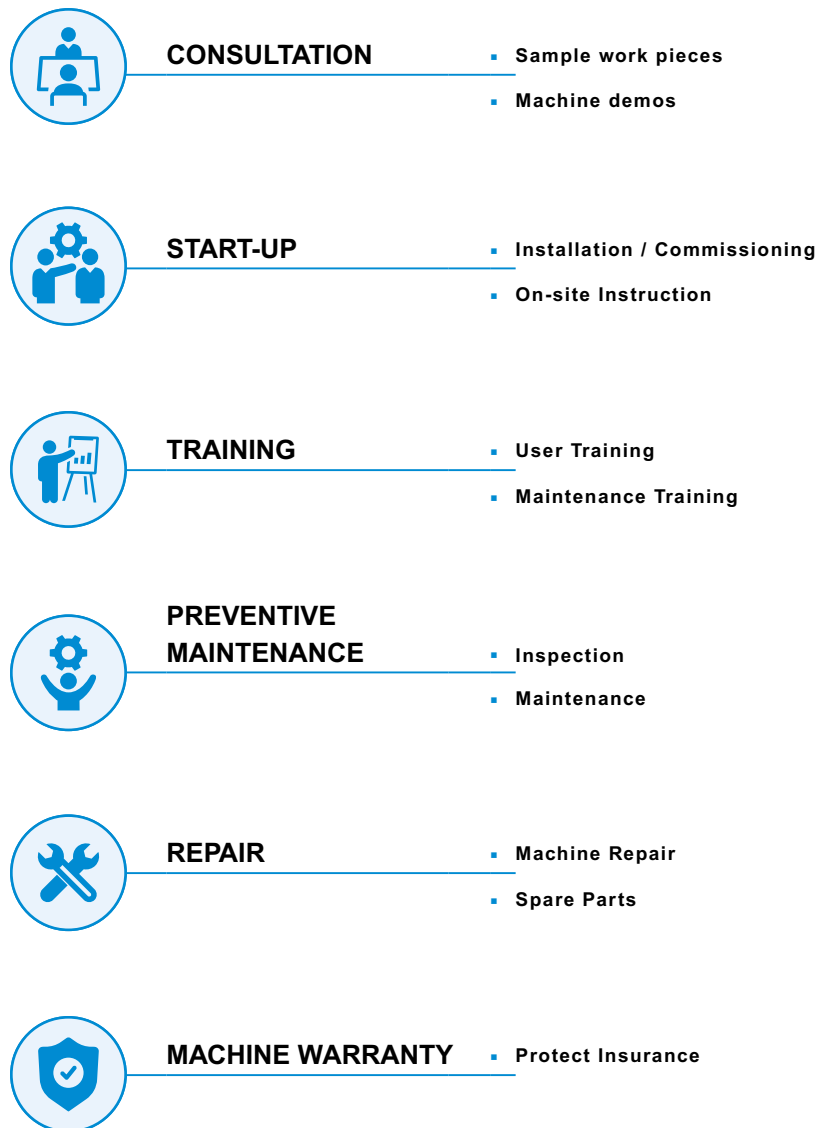 CONSULTATION
▪ Sample work pieces
▪ Machine demos
START-UP
▪ Installation / Commissioning
▪ On-site Instruction
TRAINING
▪ User Training
▪ Maintenance Training
PREVENTIVE
MAINTENANCE
▪ Inspection
▪ Maintenance
REPAIR
▪ Machine Repair
▪ Spare Parts
MACHINE WARRANTY
▪ Protect Insurance